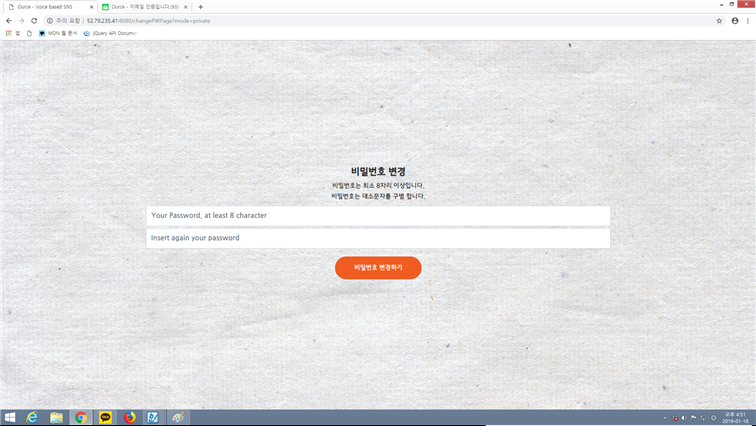 Ource - Voice based SNS
Ource - 이메일 인증입니다.(93)
주의 요함
52.79.235.41:8080/changePWPage?mode=private
앱
MDN 웹 문서
jQuery API Docum
비밀번호 변경
비밀번호는 최소 8자리 이상입니다.
비밀번호는 대소문자를 구별 합니다.
Your Password, at least 8 character
Insert again your password
비밀번호 변경하기
TALK
오후 4:51
2019-01-18